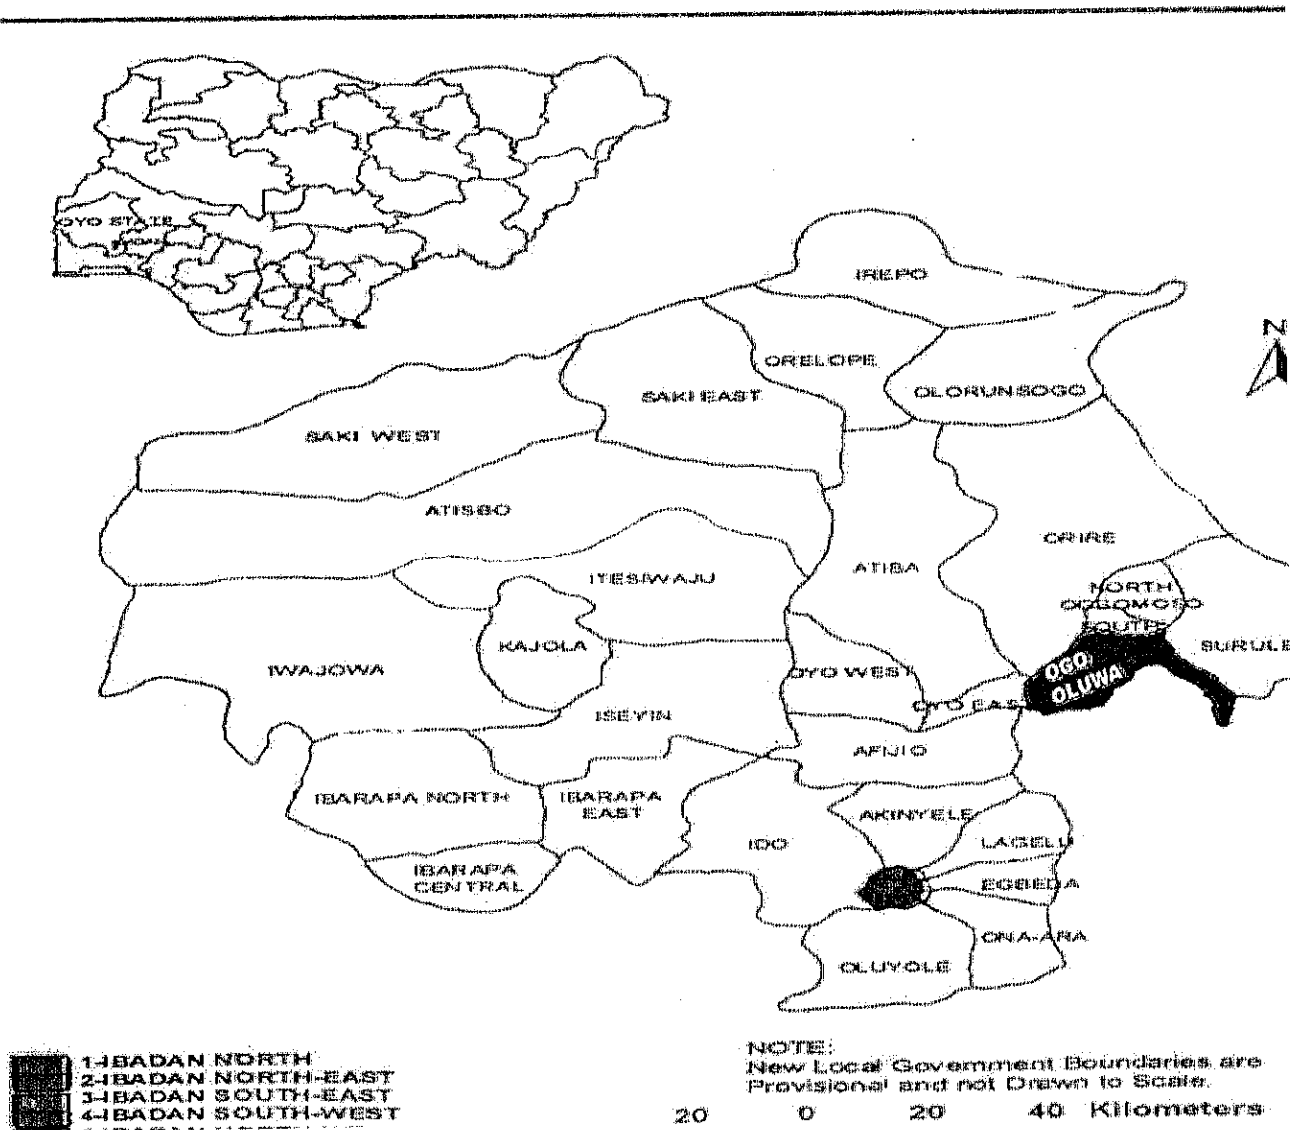 OYO STATE
IREPO
N
ORELOPE
OLORUNSOGO
SAKI EAST
SAKI WEST
ATISBO
CRIRE
ATIBA
ITESIWAJU
NORTH
OGBOMOSO
SOUTH
KAJOLA
SURULE
IWAJOWA
OYO WEST
OGO
OLUWA
OYO EAST
ISEYIN
AFIJIO
IBARAPA NORTH
IBARAPA
EAST
AKINYELE
IDO
LAGELU
IBARAPA
CENTRAL
EGBEDA
ONA-ARA
OLUYOLE
1-IBADAN NORTH
2-IBADAN NORTH-EAST
3-IBADAN SOUTH-EAST
4-IBADAN SOUTH-WEST
NOTE:
New Local Government Boundaries are
Provisional and not Drawn to Scale.
20 0 20 40 Kilometers